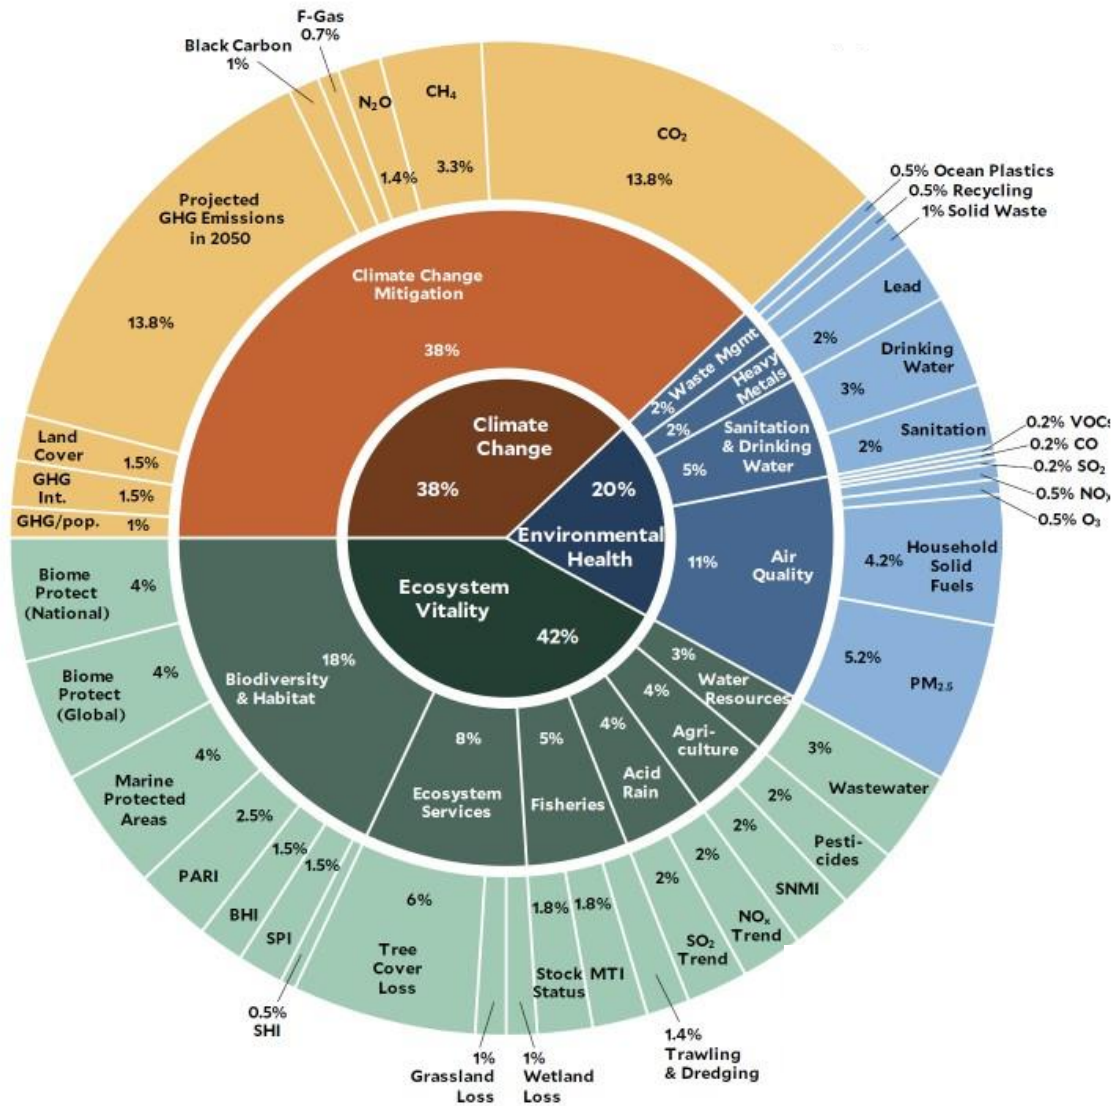 F-Gas
0.7%
Black Carbon
1%
N₂O
1.4%
CH₄
3.3%
CO₂
13.8%
Projected
GHG Emissions
in 2050
13.8%
Land
Cover
1.5%
GHG
Int.
1.5%
GHG/pop.
1%
Climate Change
Mitigation
38%
Climate
Change
38%
0.5% Ocean Plastics
0.5% Recycling
1% Solid Waste
Lead
2%
Drinking
Water
3%
Sanitation
2%
0.2% VOCs
0.2% CO
0.2% SO₂
0.5% NOₓ
0.5% O₃
Household
Solid
Fuels
4.2%
5.2%
PM₂.₅
Waste Mgmt
2%
Heavy
Metals
2%
Sanitation
& Drinking
Water
5%
11%
Air
Quality
20%
Environmental
Health
Ecosystem
Vitality
42%
18%
Biodiversity
& Habitat
8%
Ecosystem
Services
5%
Fisheries
4%
Acid
Rain
4%
Agri-
culture
3%
Water
Resources
Biome
Protect
(National)
4%
Biome
Protect
(Global)
4%
Marine
Protected
Areas
4%
2.5%
PARI
1.5%
BHI
1.5%
SPI
0.5%
SHI
6%
Tree
Cover
Loss
1%
Grassland
Loss
1%
Wetland
Loss
1.8%
Stock
Status
1.8%
MTI
1.4%
Trawling
& Dredging
2%
SO₂
Trend
2%
NOₓ
Trend
2%
SNMI
2%
Pesti-
cides
3%
Wastewater